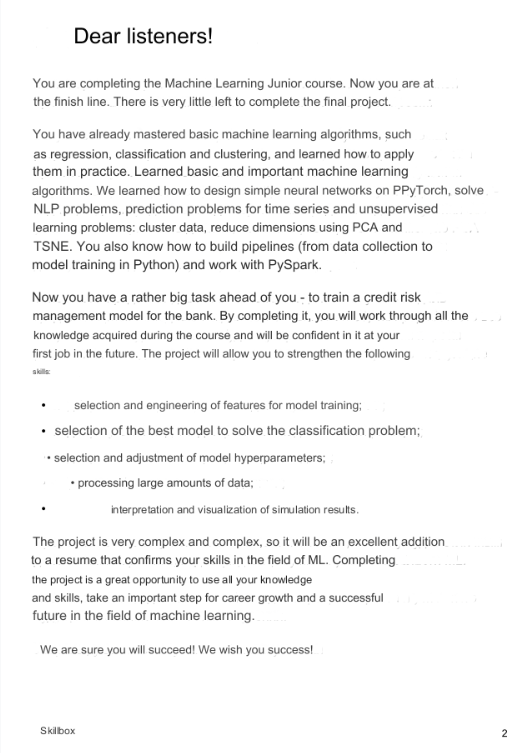 Dear listeners!
You are completing the Machine Learning Junior course. Now you are at
the finish line. There is very little left to complete the final project.
You have already mastered basic machine learning algorithms, such
as regression, classification and clustering, and learned how to apply
them in practice. Learned basic and important machine learning
algorithms. We learned how to design simple neural networks on PPyTorch, solve
NLP problems, prediction problems for time series and unsupervised
learning problems: cluster data, reduce dimensions using PCA and
TSNE. You also know how to build pipelines (from data collection to
model training in Python) and work with PySpark.
Now you have a rather big task ahead of you - to train a credit risk
management model for the bank. By completing it, you will work through all the
knowledge acquired during the course and will be confident in it at your
first job in the future. The project will allow you to strengthen the following
skills:
• selection and engineering of features for model training;
• selection of the best model to solve the classification problem;
• selection and adjustment of model hyperparameters;
• processing large amounts of data;
• interpretation and visualization of simulation results.
The project is very complex and complex, so it will be an excellent addition
to a resume that confirms your skills in the field of ML. Completing
the project is a great opportunity to use all your knowledge
and skills, take an important step for career growth and a successful
future in the field of machine learning.
We are sure you will succeed! We wish you success!
Skillbox
2